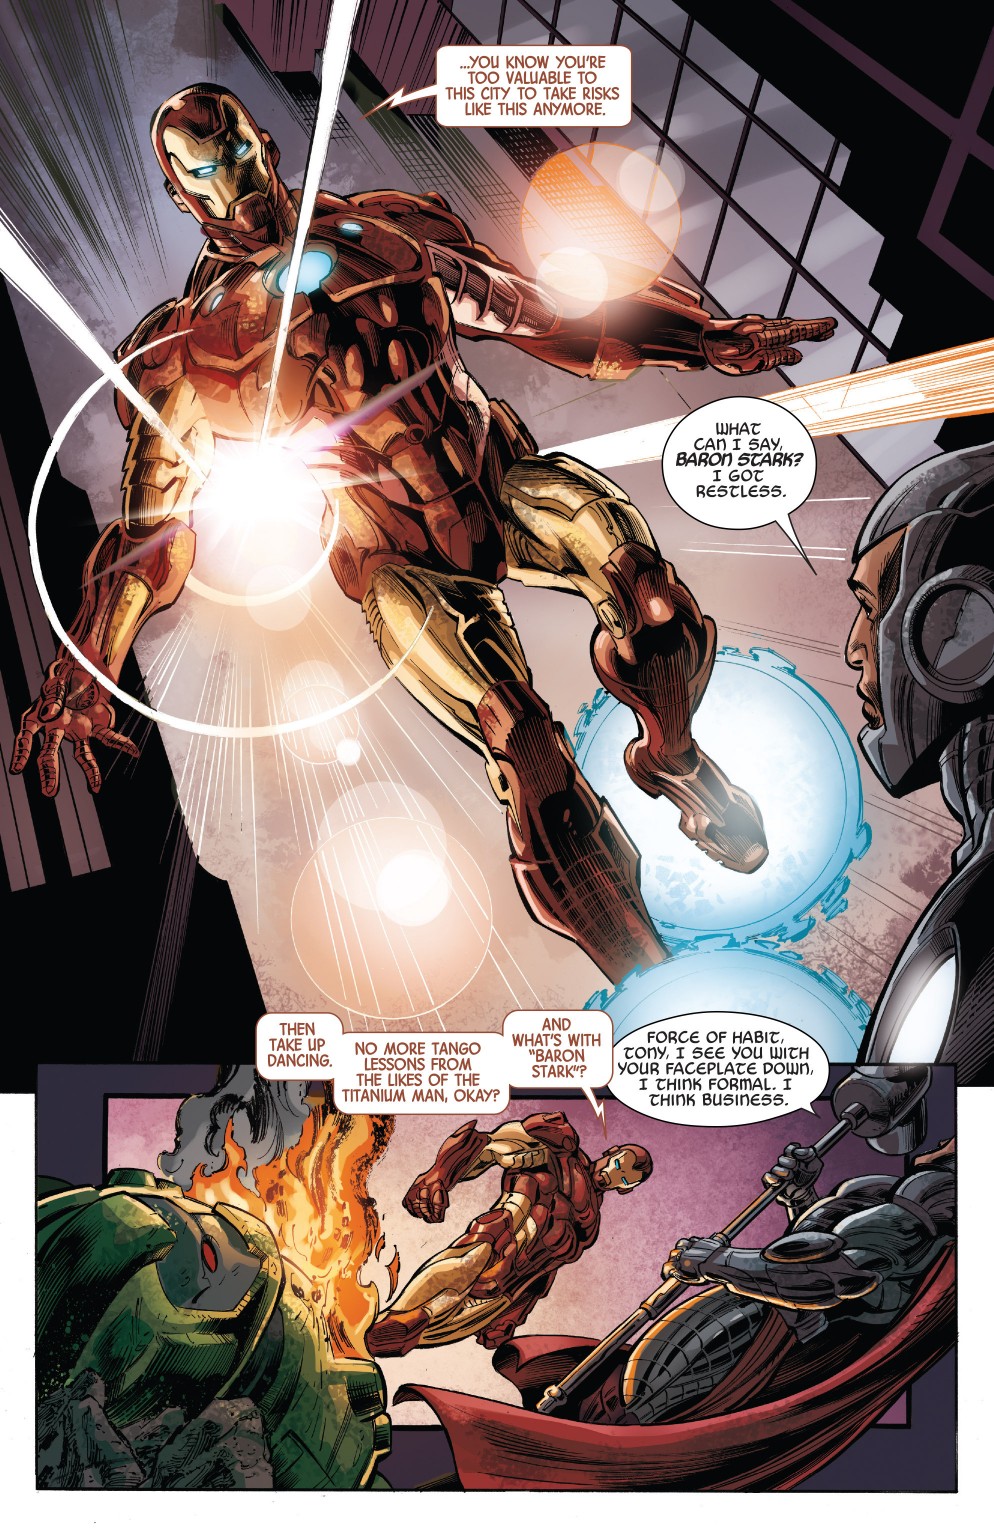 ...YOU KNOW YOU'RE
TOO VALUABLE TO
THIS CITY TO TAKE RISKS
LIKE THIS ANYMORE.
WHAT
CAN I SAY,
BARON STARK?
I GOT
RESTLESS.
THEN
TAKE UP
DANCING.
NO MORE TANGO
LESSONS FROM
THE LIKES OF THE
TITANIUM MAN, OKAY?
AND
WHAT'S WITH
"BARON
STARK"?
FORCE OF HABIT,
TONY, I SEE YOU WITH
YOUR FACEPLATE DOWN,
I THINK FORMAL. I
THINK BUSINESS.